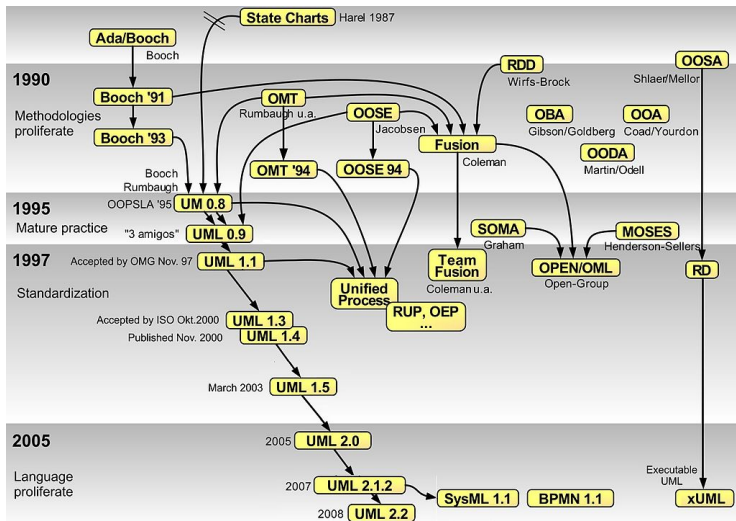 State Charts
Harel 1987
Ada/Booch
Booch
RDD
Wirfs-Brock
OOSA
Shlaer/Mellor
1990
Methodologies
proliferate
Booch '91
OMT
Rumbaugh u.a.
OOSE
Jacobsen
OBA
Gibson/Goldberg
OOA
Coad/Yourdon
Booch '93
Fusion
Coleman
OODA
Martin/Odell
OMT '94
OOSE 94
Booch
Rumbaugh
OOPSLA '95
UM 0.8
1995
Mature practice
"3 amigos"
UML 0.9
SOMA
Graham
MOSES
Henderson-Sellers
1997
Standardization
Accepted by OMG Nov. 97
UML 1.1
Team
Fusion
Coleman u.a.
OPEN/OML
Open-Group
RD
Unified
Process
RUP, OEP
...
Accepted by ISO Okt.2000
UML 1.3
Published Nov. 2000
UML 1.4
March 2003
UML 1.5
2005
Language
proliferate
2005
UML 2.0
Executable
UML
2007
UML 2.1.2
SysML 1.1
BPMN 1.1
xUML
2008
UML 2.2